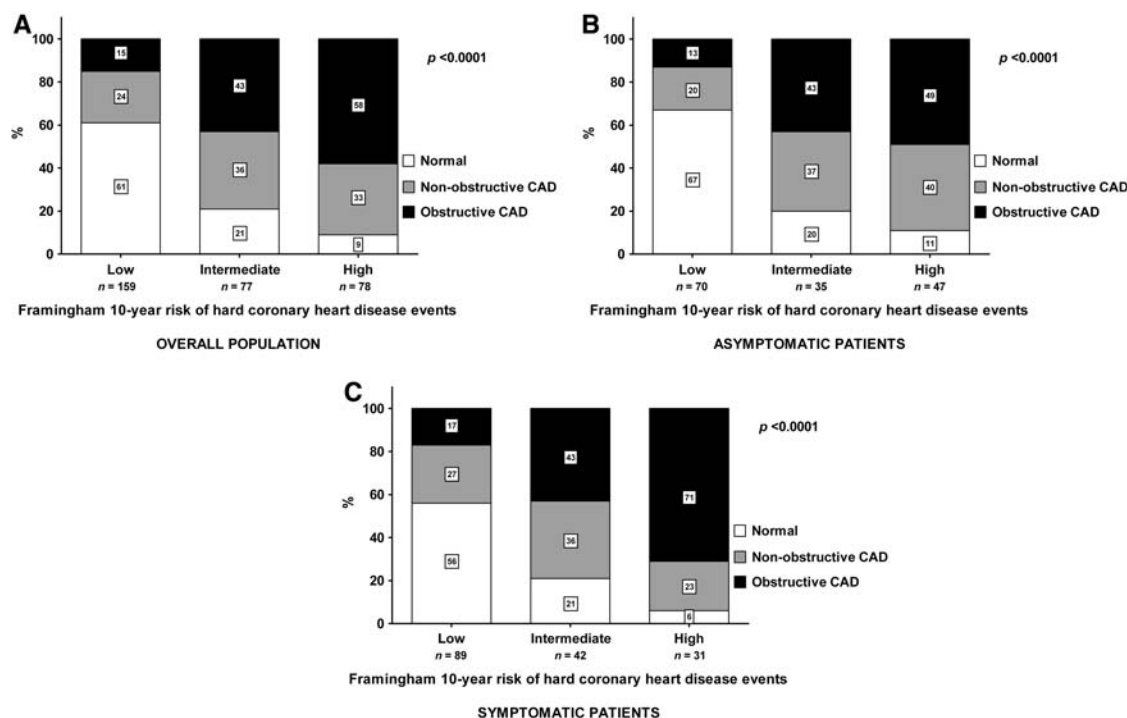 A
p <0.0001
100
80
60
40
20
0
%
15
24
61
43
36
21
58
33
9
Normal
Non-obstructive CAD
Obstructive CAD
Low
Intermediate
High
n = 159
n = 77
n = 78
Framingham 10-year risk of hard coronary heart disease events
OVERALL POPULATION
B
p <0.0001
100
80
60
40
20
0
%
13
20
67
43
37
20
49
40
11
Normal
Non-obstructive CAD
Obstructive CAD
Low
Intermediate
High
n = 70
n = 35
n = 47
Framingham 10-year risk of hard coronary heart disease events
ASYMPTOMATIC PATIENTS
C
p <0.0001
100
80
60
40
20
0
%
17
27
56
43
36
21
71
23
6
Normal
Non-obstructive CAD
Obstructive CAD
Low
Intermediate
High
n = 89
n = 42
n = 31
Framingham 10-year risk of hard coronary heart disease events
SYMPTOMATIC PATIENTS